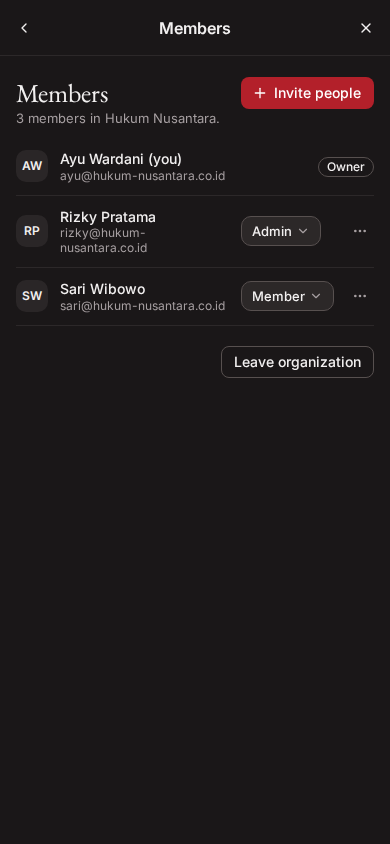 Members
Members
Invite people
3 members in Hukum Nusantara.
AW
Ayu Wardani (you)
ayu@hukum-nusantara.co.id
Owner
RP
Rizky Pratama
rizky@hukum-
nusantara.co.id
Admin
SW
Sari Wibowo
sari@hukum-nusantara.co.id
Member
Leave organization